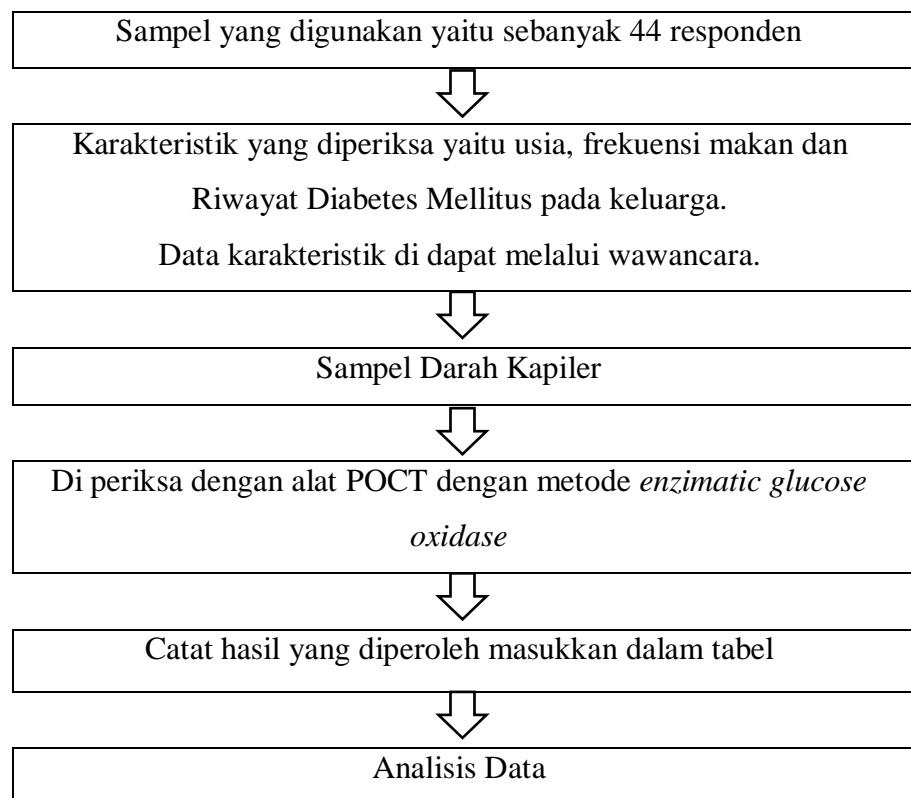 Sampel yang digunakan yaitu sebanyak 44 responden
Karakteristik yang diperiksa yaitu usia, frekuensi makan dan
Riwayat Diabetes Mellitus pada keluarga.
Data karakteristik di dapat melalui wawancara.
Sampel Darah Kapiler
Di periksa dengan alat POCT dengan metode enzimatic glucose
oxidase
Catat hasil yang diperoleh masukkan dalam tabel
Analisis Data